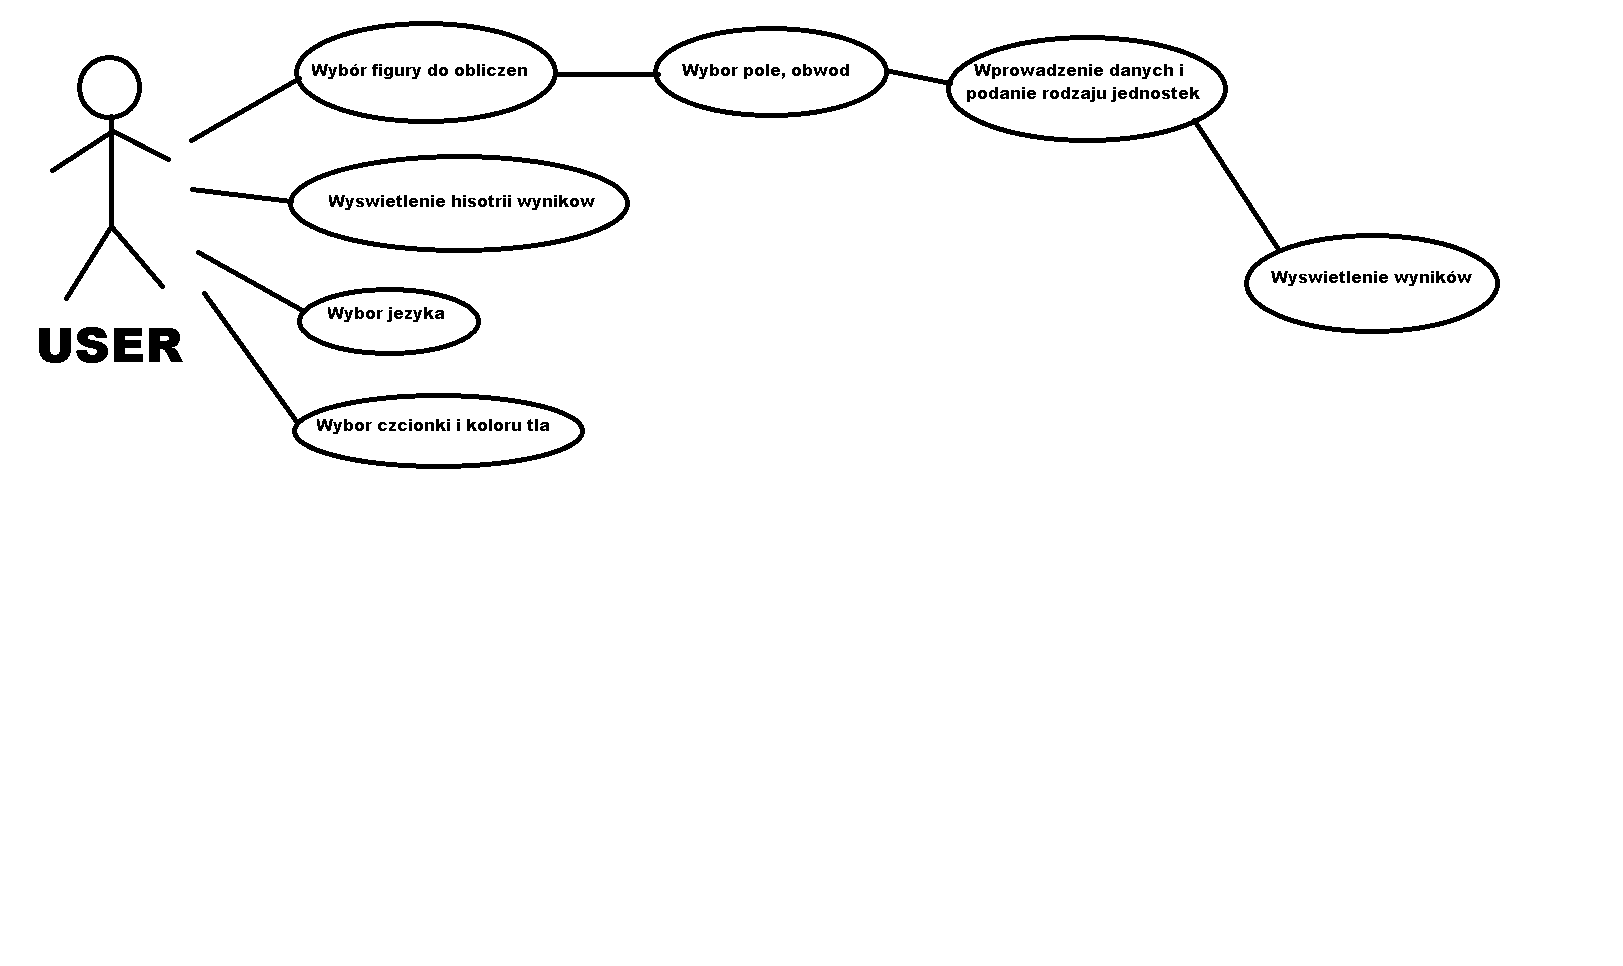 Wybór figury do obliczen
Wybor pole, obwod
Wprowadzenie danych i
podanie rodzaju jednostek
Wyswietlenie hisotrii wynikow
Wyswietlenie wyników
Wybor jezyka
USER
Wybor czcionki i koloru tla